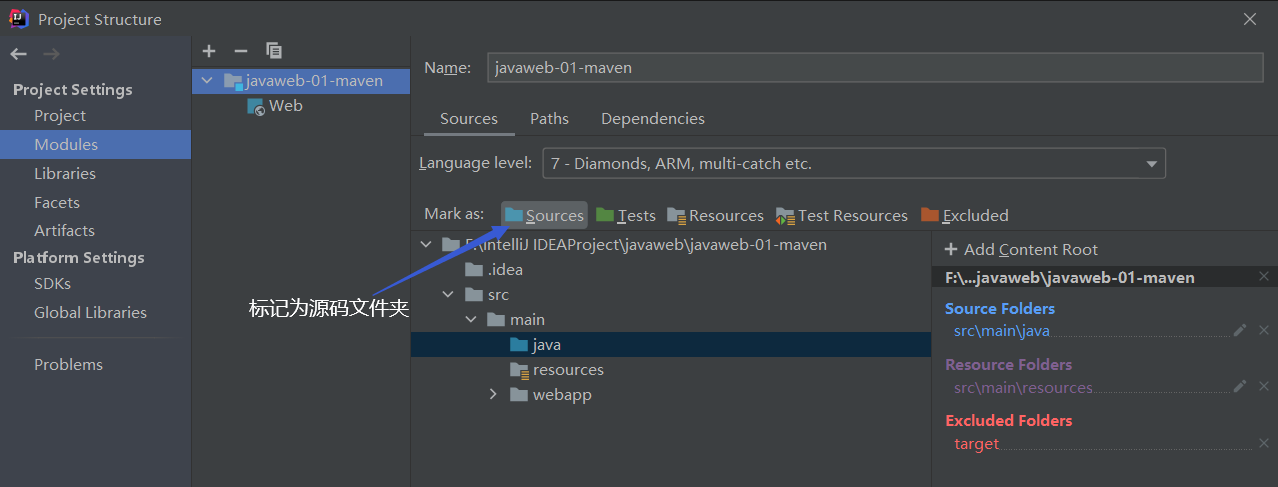 Project Structure
Project Settings
Project
Modules
Libraries
Facets
Artifacts
Platform Settings
SDKs
Global Libraries
Problems
javaweb-01-maven
Web
Name: javaweb-01-maven
Sources Paths Dependencies
Language level: 7 - Diamonds, ARM, multi-catch etc.
Mark as: Sources Tests Resources Test Resources Excluded
F:\IntelliJ IDEAProject\javaweb\javaweb-01-maven
.idea
src
main
java
resources
webapp
标记为源码文件夹
Add Content Root
F:\...javaweb\javaweb-01-maven
Source Folders
src\main\java
Resource Folders
src\main\resources
Excluded Folders
target